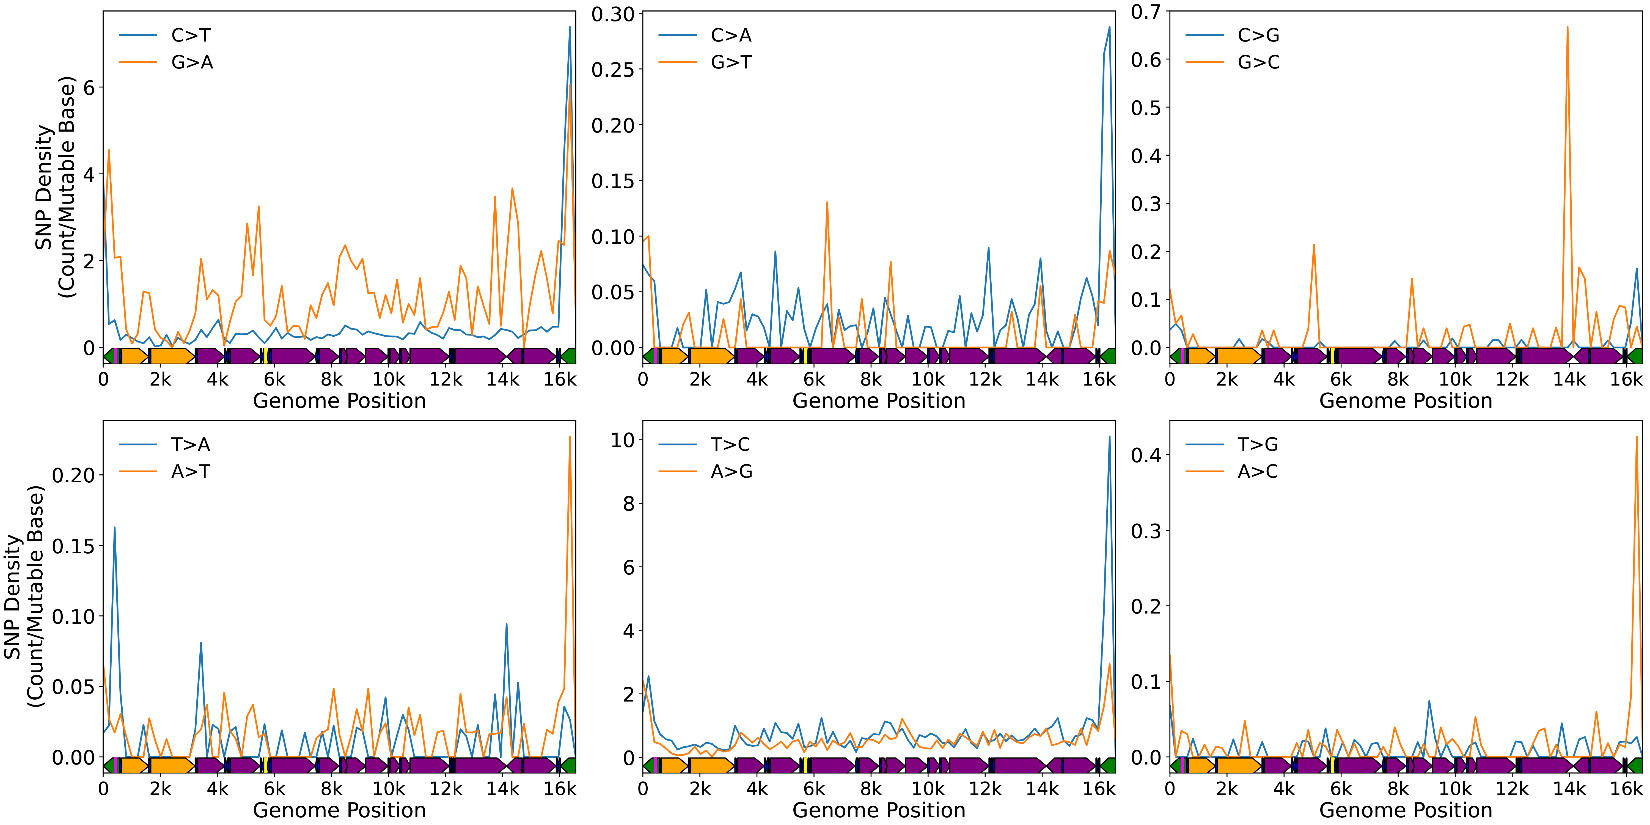 C>T
G>A
SNP Density
(Count/Mutable Base)
6
4
2
0
0 2k 4k 6k 8k 10k 12k 14k 16k
Genome Position
C>A
G>T
0.30
0.25
0.20
0.15
0.10
0.05
0.00
0 2k 4k 6k 8k 10k 12k 14k 16k
Genome Position
C>G
G>C
0.7
0.6
0.5
0.4
0.3
0.2
0.1
0.0
0 2k 4k 6k 8k 10k 12k 14k 16k
Genome Position
T>A
A>T
SNP Density
(Count/Mutable Base)
0.20
0.15
0.10
0.05
0.00
0 2k 4k 6k 8k 10k 12k 14k 16k
Genome Position
T>C
A>G
10
8
6
4
2
0
0 2k 4k 6k 8k 10k 12k 14k 16k
Genome Position
T>G
A>C
0.4
0.3
0.2
0.1
0.0
0 2k 4k 6k 8k 10k 12k 14k 16k
Genome Position